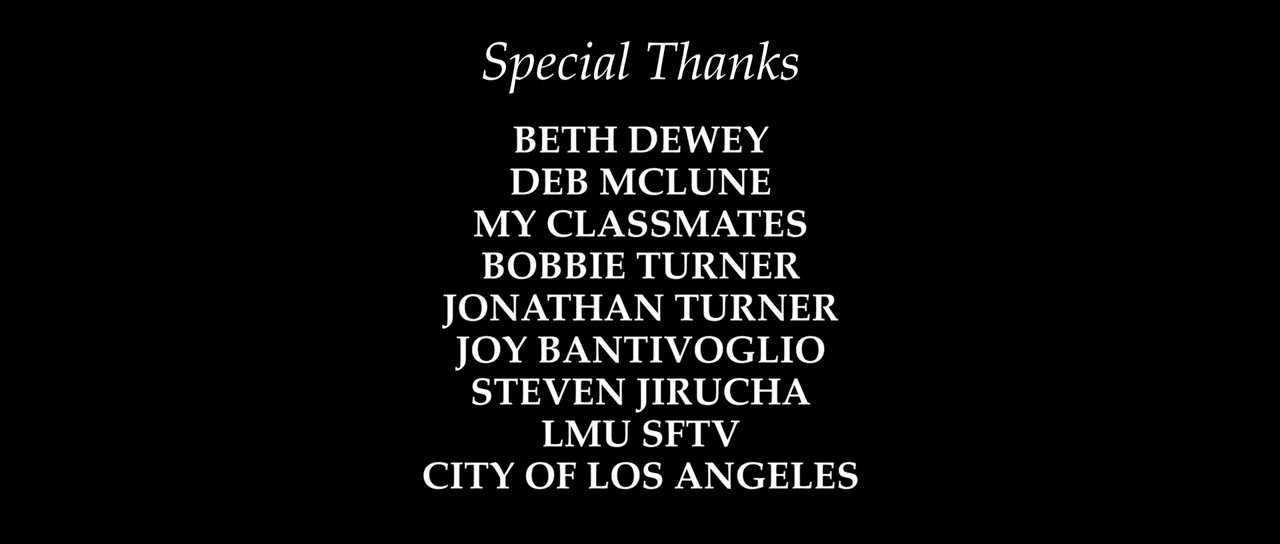 Special Thanks
BETH DEWEY
DEB MCLUNE
MY CLASSMATES
BOBBIE TURNER
JONATHAN TURNER
JOY BANTIVOGLIO
STEVEN JIRUCHA
LMU SFTV
CITY OF LOS ANGELES